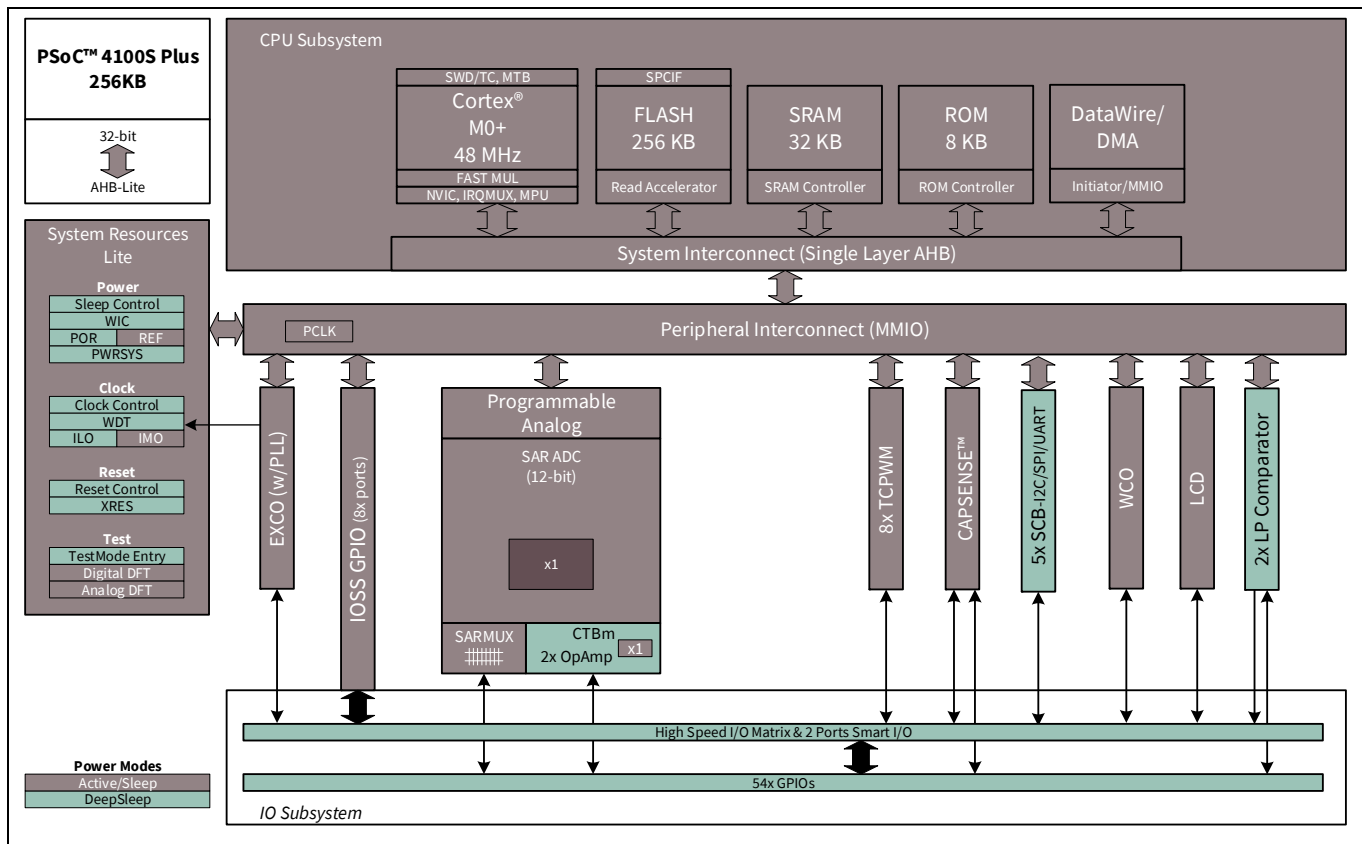 PSoC™ 4100S Plus
256KB
32-bit
AHB-Lite
CPU Subsystem
SWD/TC, MTB
Cortex®
M0+
48 MHz
FAST MUL
NVIC, IRQMUX, MPU
SPCIF
FLASH
256 KB
Read Accelerator
SRAM
32 KB
SRAM Controller
ROM
8 KB
ROM Controller
DataWire/
DMA
Initiator/MMIO
System Interconnect (Single Layer AHB)
System Resources
Lite
Power
Sleep Control
WIC
POR
REF
PWRSYS
Clock
Clock Control
WDT
ILO
IMO
Reset
Reset Control
XRES
Test
TestMode Entry
Digital DFT
Analog DFT
PCLK
Peripheral Interconnect (MMIO)
EXCO (w/PLL)
IOSS GPIO (8x ports)
Programmable
Analog
SAR ADC
(12-bit)
x1
SARMUX
CTBm
2x OpAmp
x1
8x TCPWM
CAPSENSE™
5x SCB-I2C/SPI/UART
WCO
LCD
2x LP Comparator
High Speed I/O Matrix & 2 Ports Smart I/O
54x GPIOs
IO Subsystem
Power Modes
Active/Sleep
DeepSleep